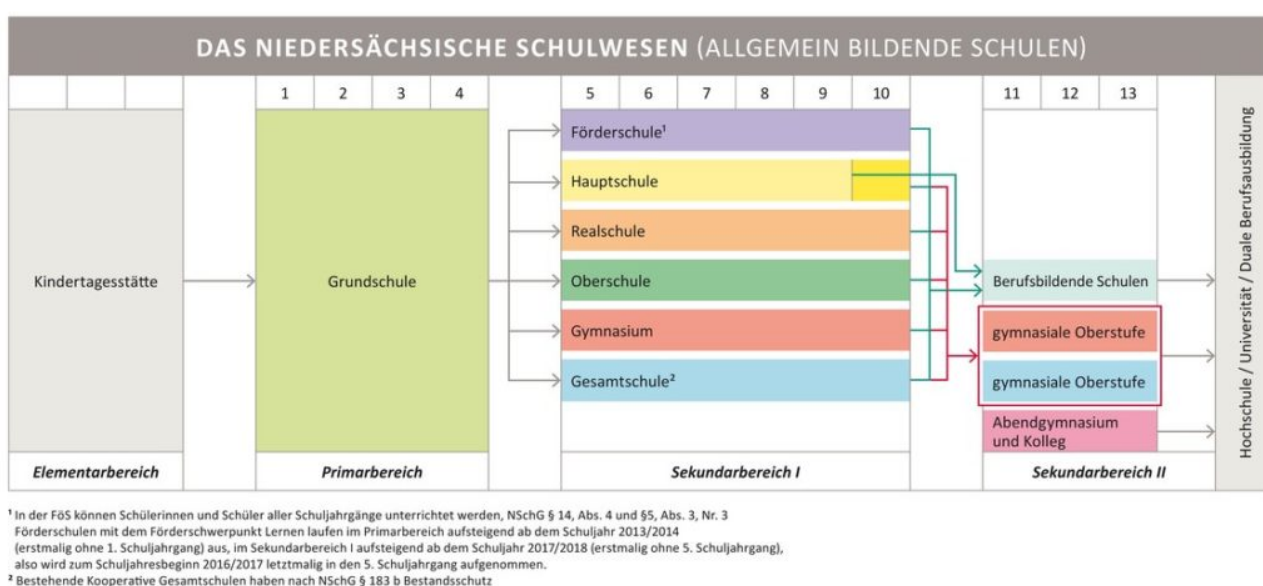 DAS NIEDERSÄCHSISCHE SCHULWESEN (ALLGEMEIN BILDENDE SCHULEN)
1 2 3 4 5 6 7 8 9 10 11 12 13
Kindertagesstätte
Elementarbereich
Grundschule
Primarbereich
Förderschule¹
Hauptschule
Realschule
Oberschule
Gymnasium
Gesamtschule²
Sekundarbereich I
Berufsbildende Schulen
gymnasiale Oberstufe
gymnasiale Oberstufe
Abendgymnasium
und Kolleg
Sekundarbereich II
Hochschule / Universität / Duale Berufsausbildung
¹ In der FöS können Schülerinnen und Schüler aller Schuljahrgänge unterrichtet werden, NSchG § 14, Abs. 4 und §5, Abs. 3, Nr. 3
Förderschulen mit dem Förderschwerpunkt Lernen laufen im Primarbereich aufsteigend ab dem Schuljahr 2013/2014
(erstmalig ohne 1. Schuljahrgang) aus, im Sekundarbereich I aufsteigend ab dem Schuljahr 2017/2018 (erstmalig ohne 5. Schuljahrgang),
also wird zum Schuljahresbeginn 2016/2017 letztmalig in den 5. Schuljahrgang aufgenommen.
² Bestehende Kooperative Gesamtschulen haben nach NSchG § 183 b Bestandsschutz